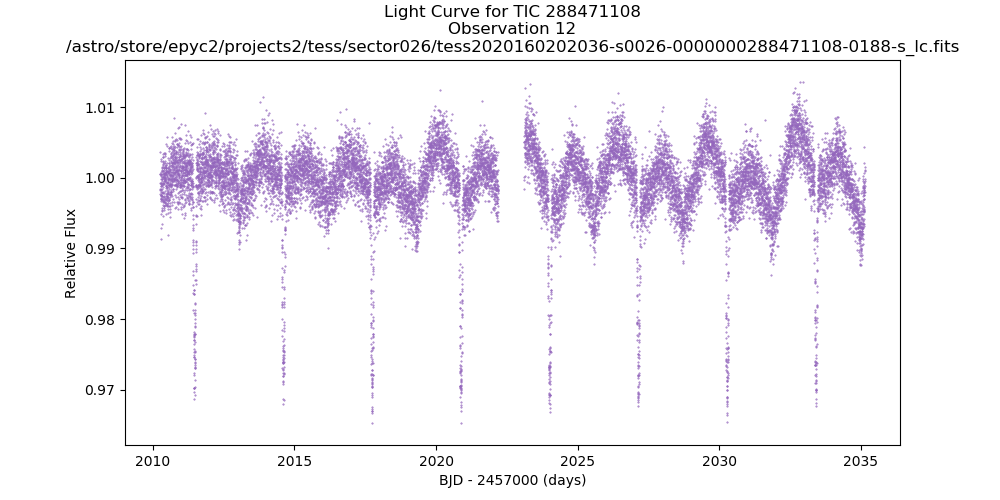 Light Curve for TIC 288471108
Observation 12
/astro/store/epyc2/projects2/tess/sector026/tess2020160202036-s0026-0000000288471108-0188-s_lc.fits
1.01
1.00
0.99
0.98
0.97
Relative Flux
2010
2015
2020
2025
2030
2035
BJD - 2457000 (days)